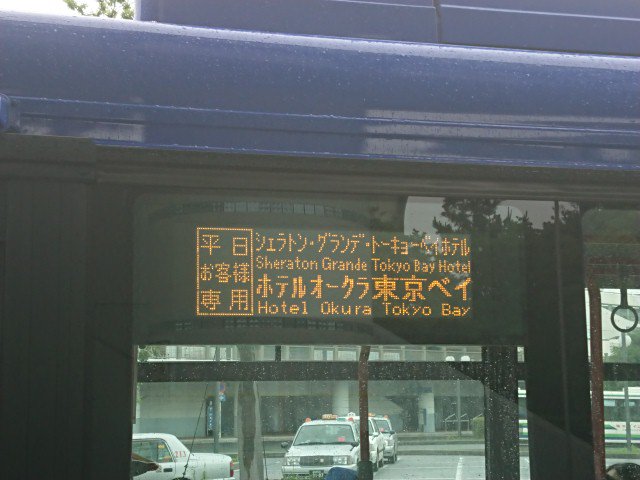 平日
お客様
専用
シェラトン・グランデ・トーキョーベイホテル
Sheraton Grande Tokyo Bay Hotel
ホテルオークラ東京ベイ
Hotel Okura Tokyo Bay
213